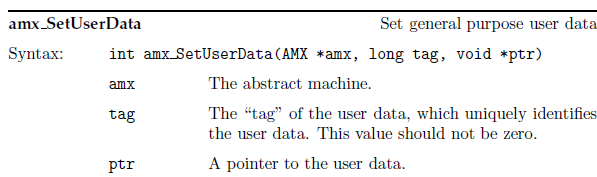 amx_SetUserData Set general purpose user data
Syntax: int amx_SetUserData(AMX *amx, long tag, void *ptr)
amx The abstract machine.
tag The “tag” of the user data, which uniquely identifies
the user data. This value should not be zero.
ptr A pointer to the user data.